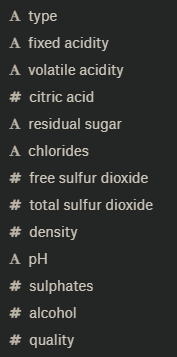 A type
A fixed acidity
A volatile acidity
# citric acid
A residual sugar
A chlorides
# free sulfur dioxide
# total sulfur dioxide
# density
A pH
# sulphates
# alcohol
# quality